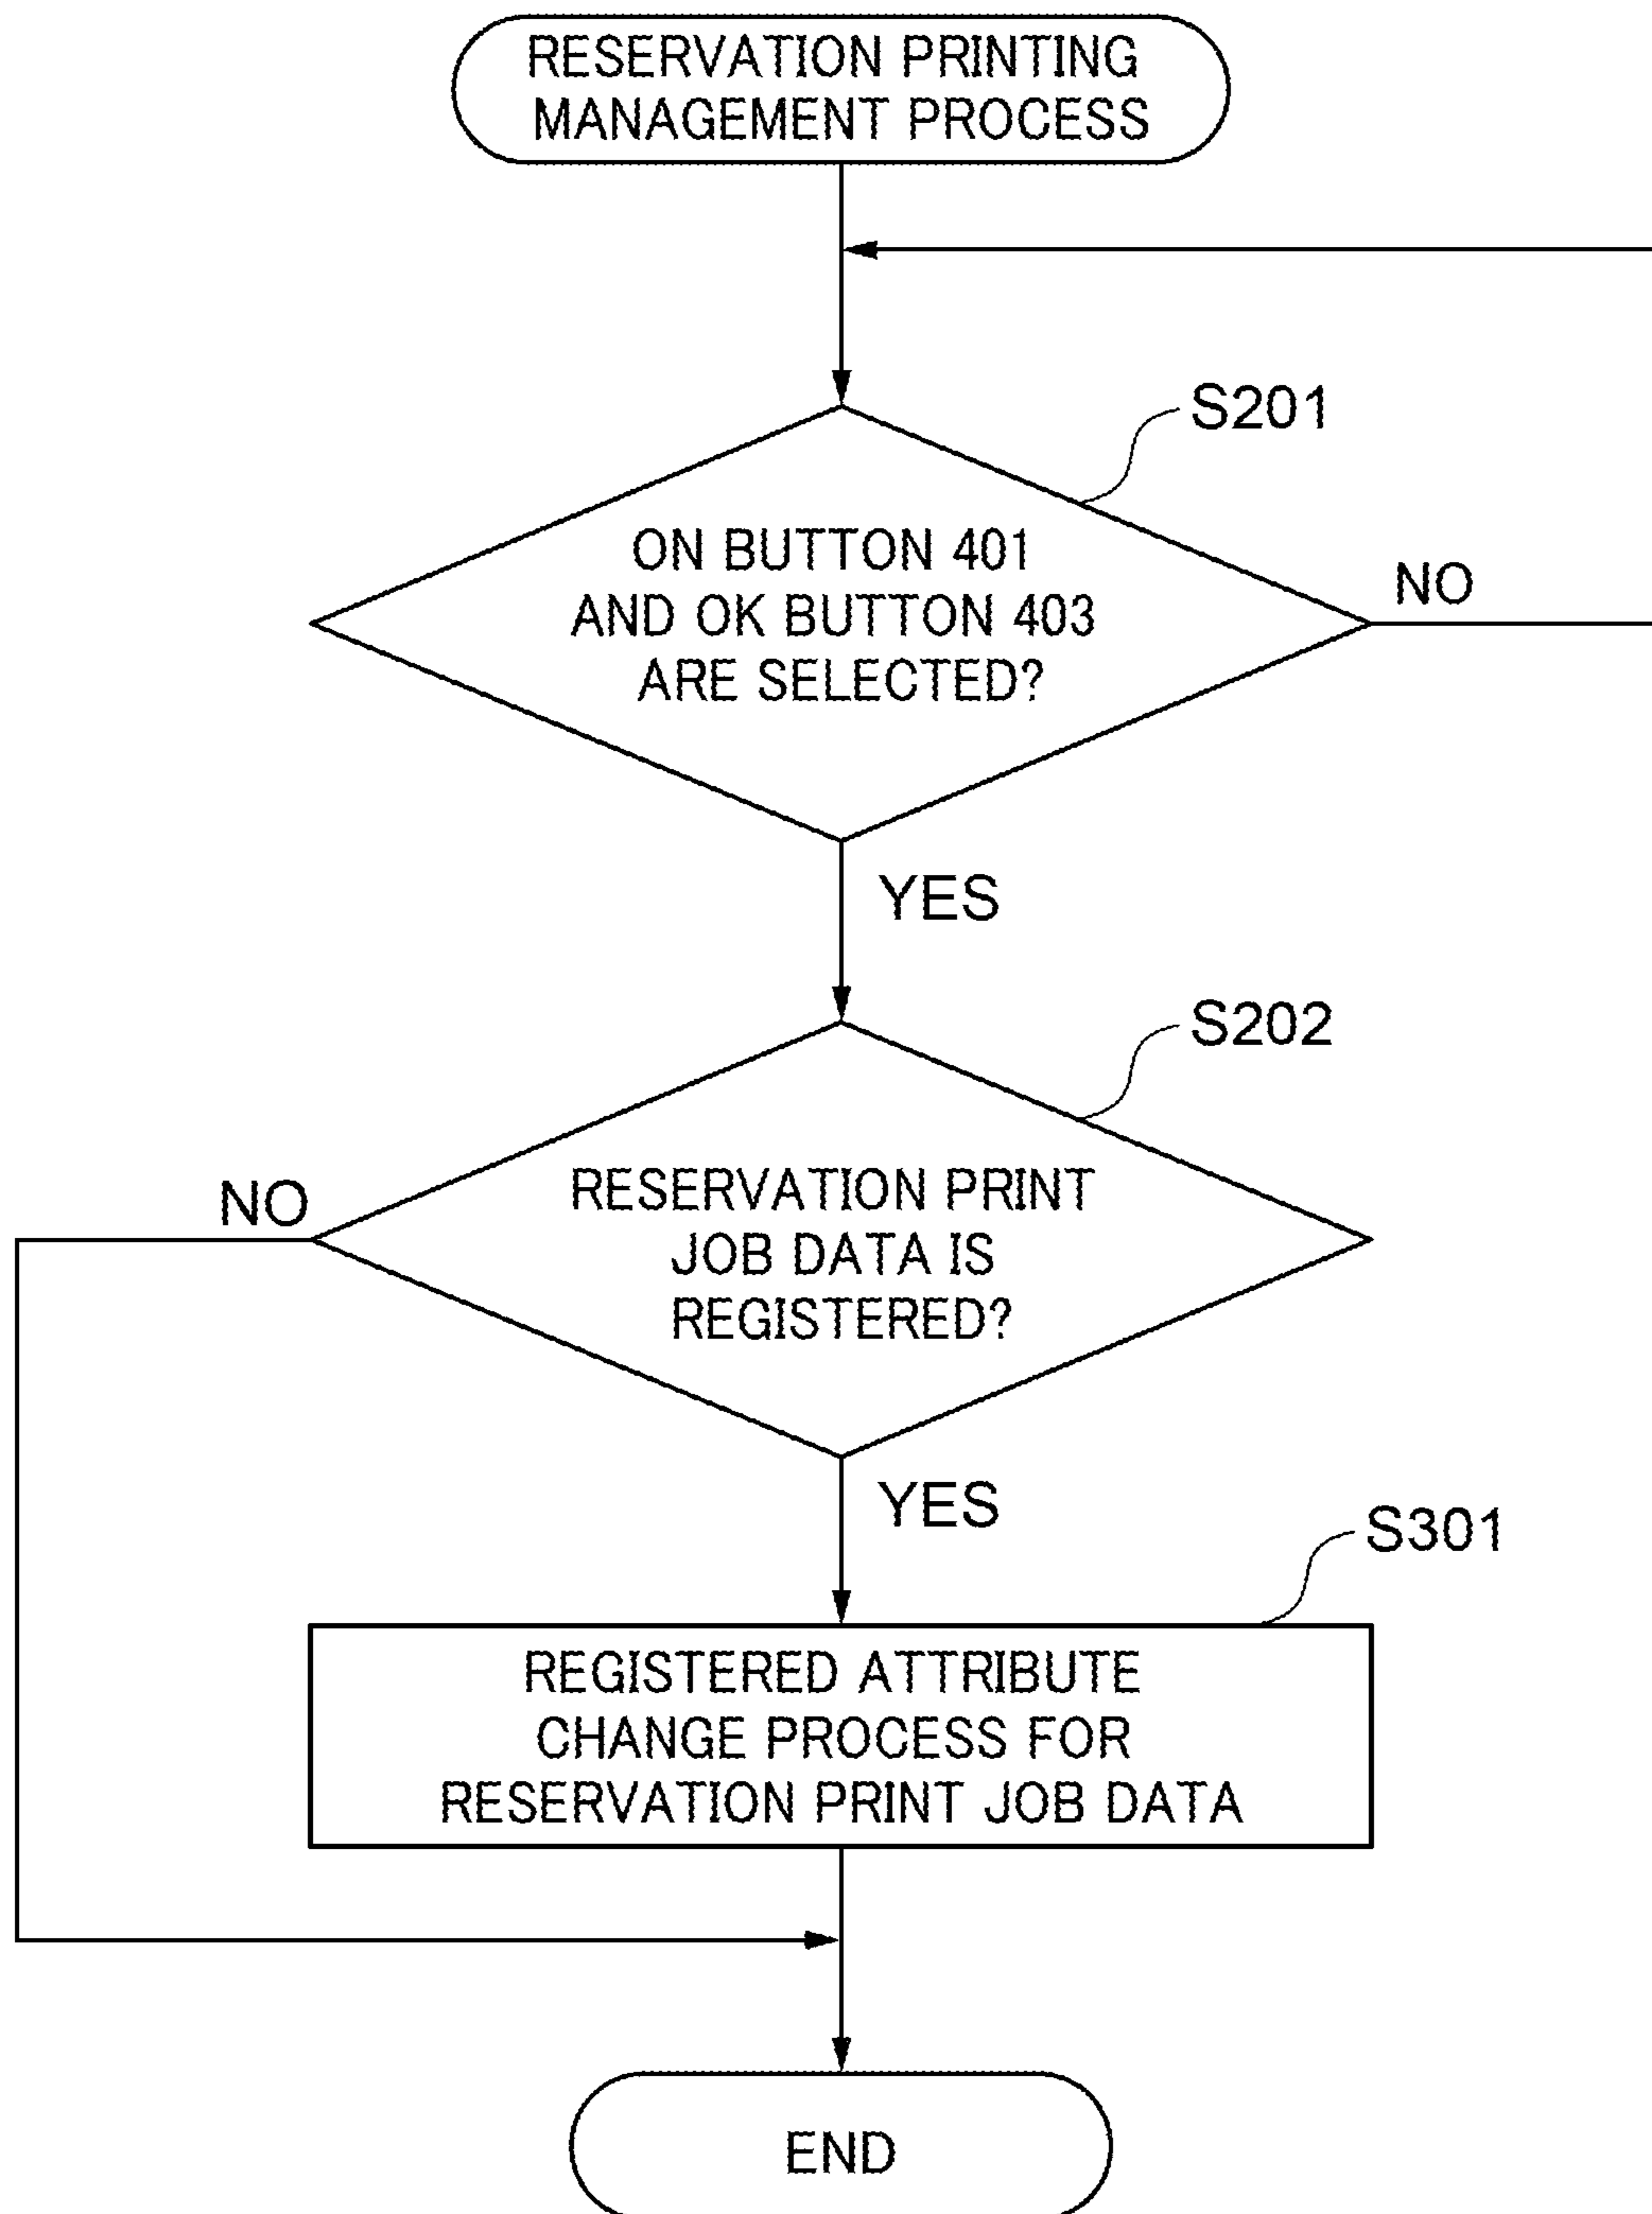 RESERVATION PRINTING
MANAGEMENT PROCESS
S201
ON BUTTON 401
AND OK BUTTON 403
ARE SELECTED?
NO
YES
S202
RESERVATION PRINT
JOB DATA IS
REGISTERED?
NO
YES
S301
REGISTERED ATTRIBUTE
CHANGE PROCESS FOR
RESERVATION PRINT JOB DATA
END